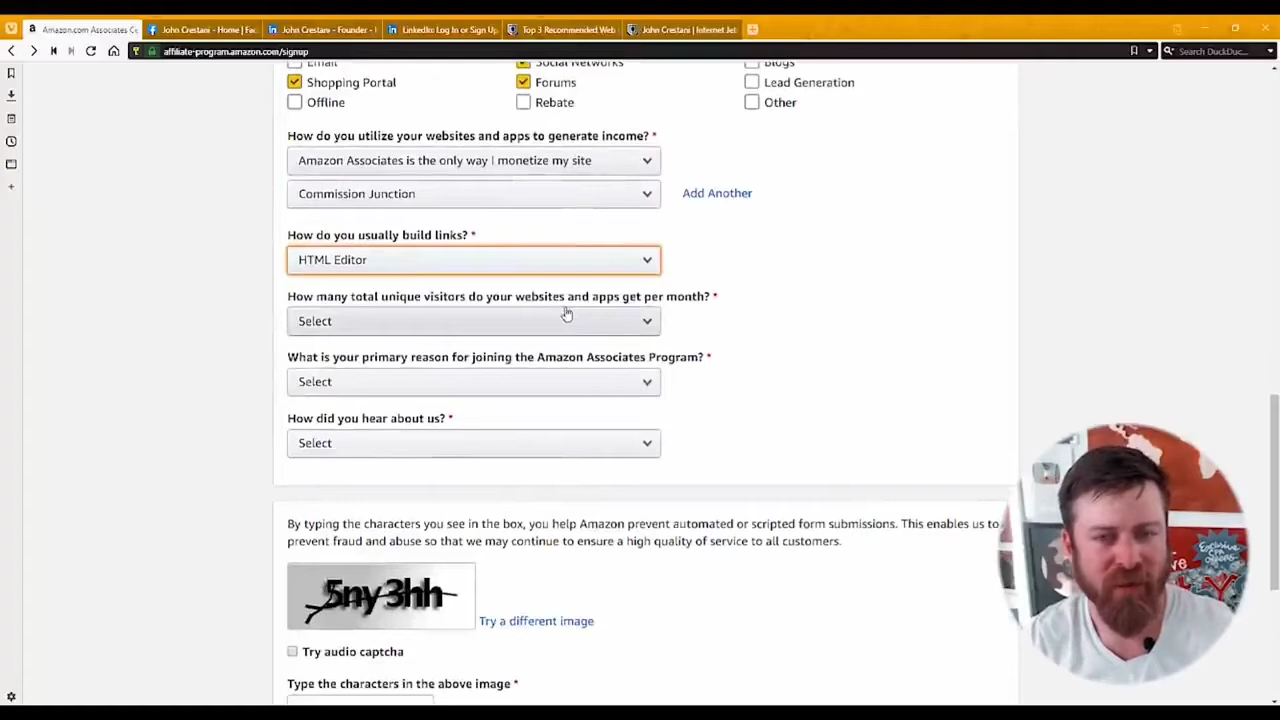 Amazon.com Associates Ce
John Crestani - Home | Fac
John Crestani - Founder - I
LinkedIn: Log In or Sign Up
Top 3 Recommended Web
John Crestani | Internet Jet
affiliate-program.amazon.com/signup
Search DuckDuc...
Email
Social Networks
Blogs
Shopping Portal
Forums
Lead Generation
Offline
Rebate
Other
How do you utilize your websites and apps to generate income? *
Amazon Associates is the only way I monetize my site
Commission Junction
Add Another
How do you usually build links? *
HTML Editor
How many total unique visitors do your websites and apps get per month? *
Select
What is your primary reason for joining the Amazon Associates Program? *
Select
How did you hear about us? *
Select
By typing the characters you see in the box, you help Amazon prevent automated or scripted form submissions. This enables us to
prevent fraud and abuse so that we may continue to ensure a high quality of service to all customers.
5ny3hh
Try a different image
Try audio captcha
Type the characters in the above image *
Exclusive
CPA
Offers